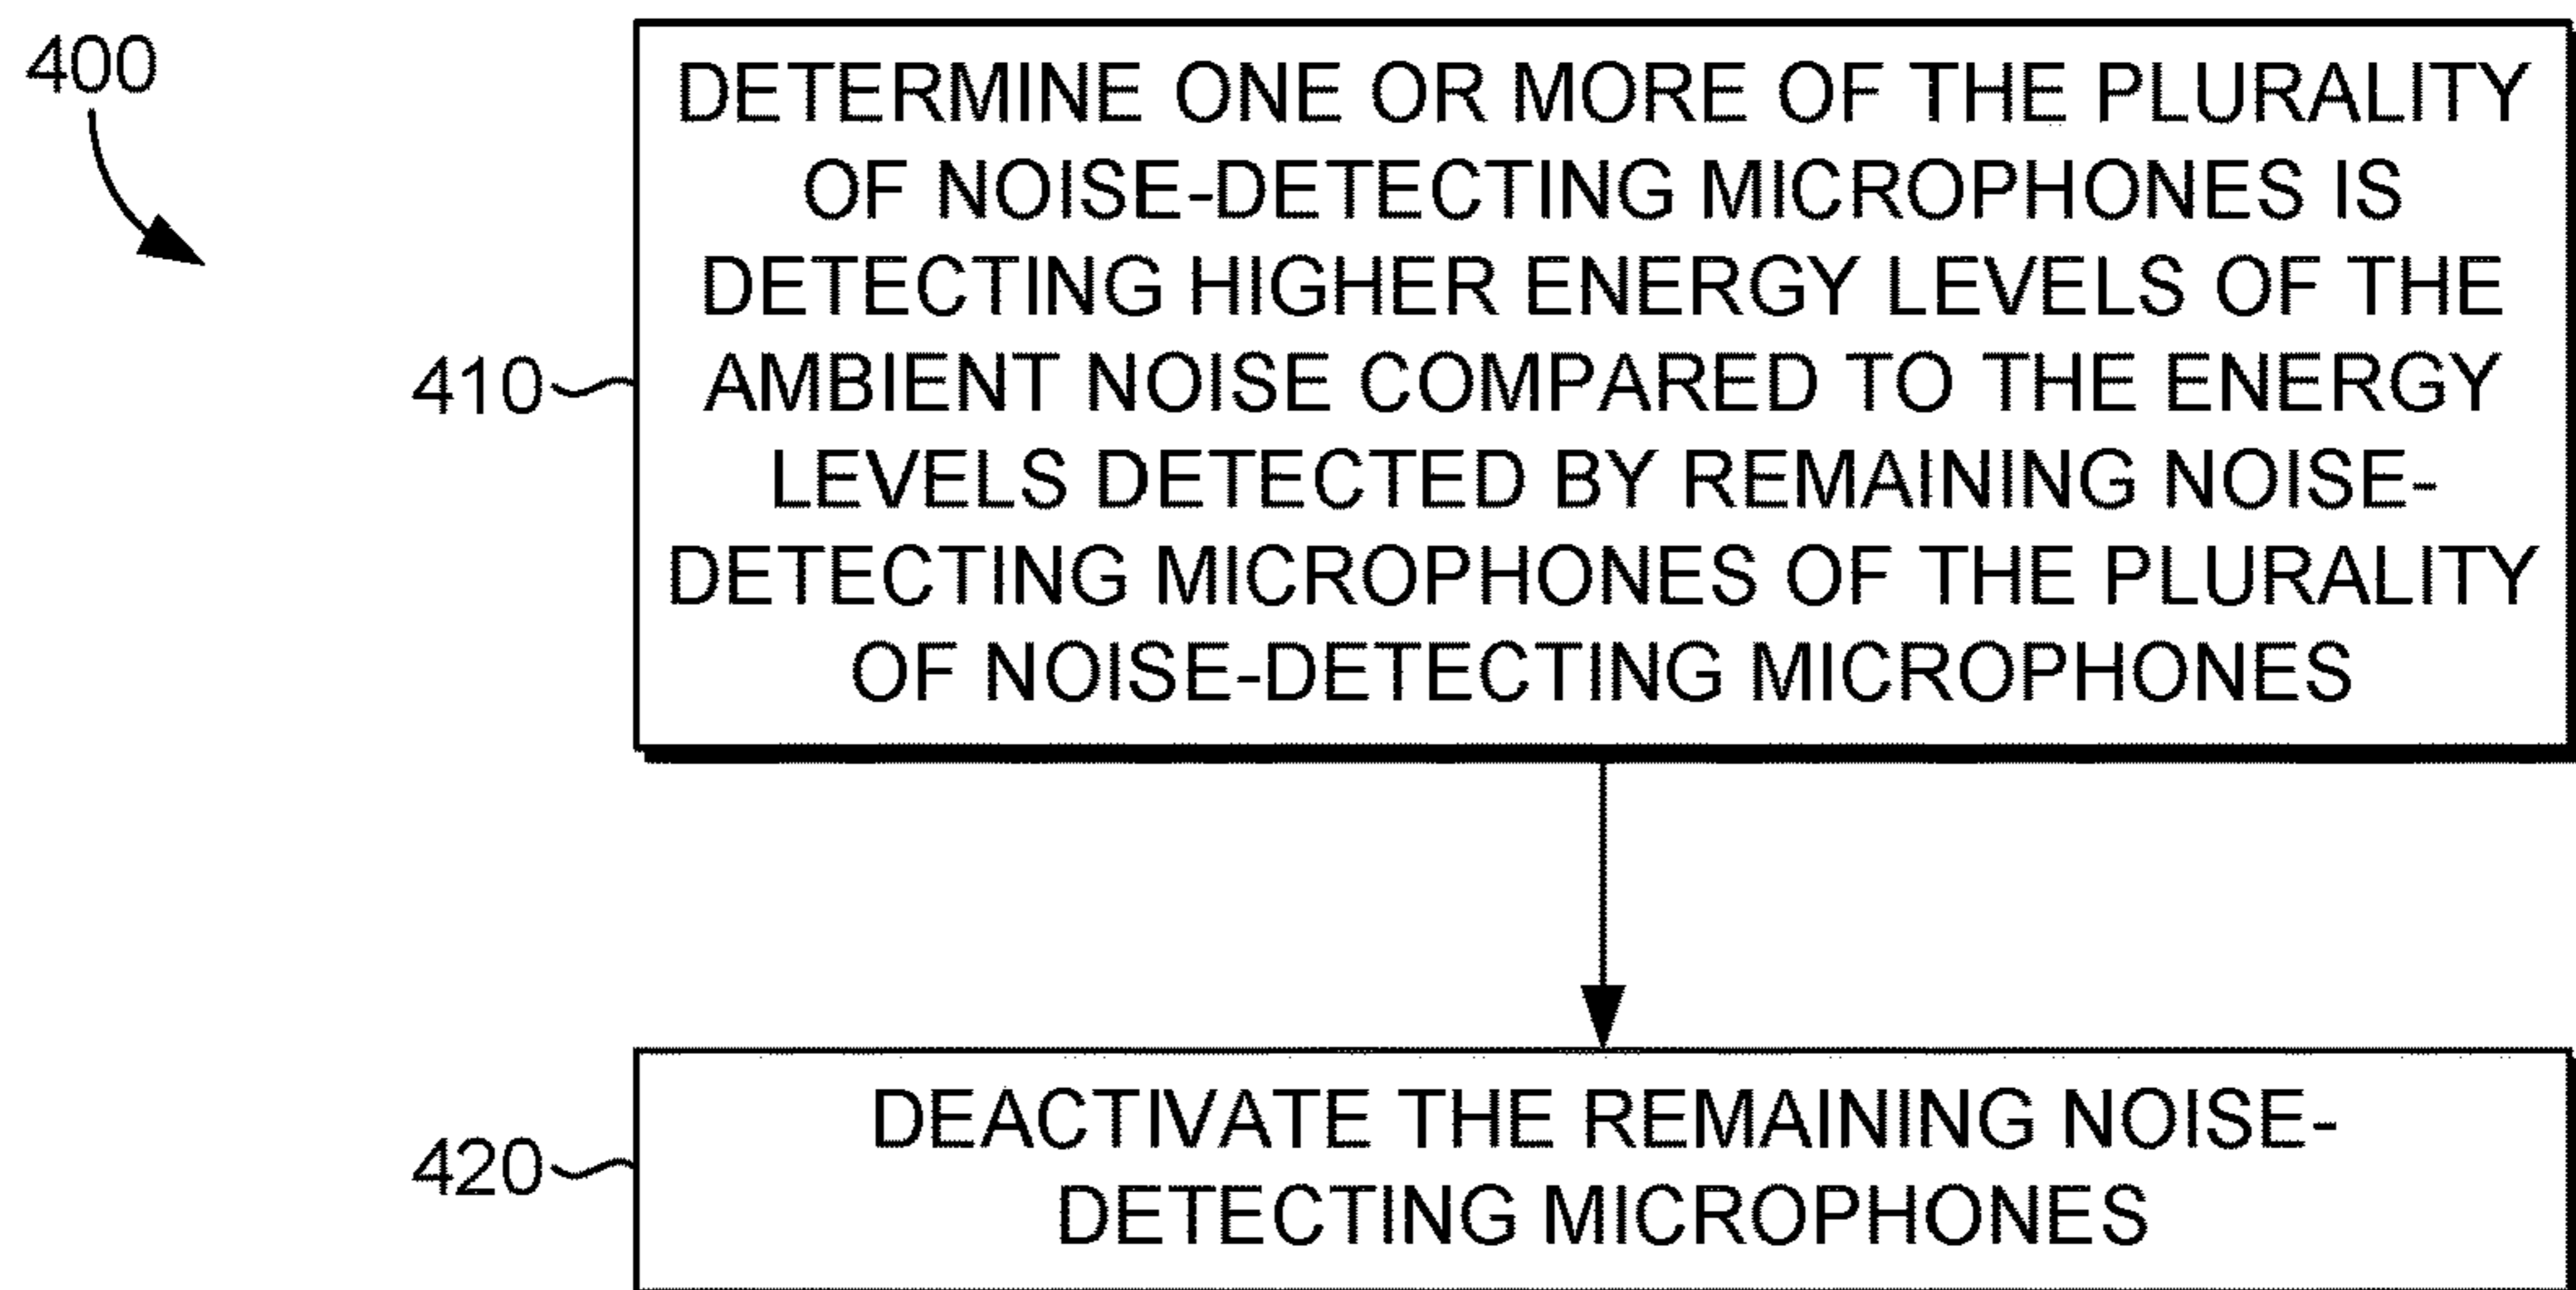 400
DETERMINE ONE OR MORE OF THE PLURALITY
OF NOISE-DETECTING MICROPHONES IS
DETECTING HIGHER ENERGY LEVELS OF THE
410
AMBIENT NOISE COMPARED TO THE ENERGY
LEVELS DETECTED BY REMAINING NOISE-
DETECTING MICROPHONES OF THE PLURALITY
OF NOISE-DETECTING MICROPHONES
420
DEACTIVATE THE REMAINING NOISE-
DETECTING MICROPHONES